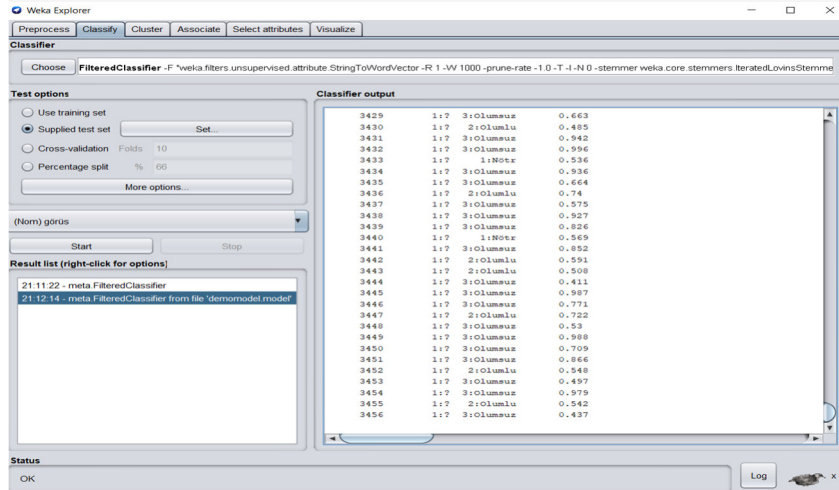 Weka Explorer
Preprocess Classify Cluster Associate Select attributes Visualize
Classifier
Choose FilteredClassifier -F "weka.filters.unsupervised.attribute.StringToWordVector -R 1 -W 1000 -prune-rate -1.0 -T -I -N 0 -stemmer weka.core.stemmers.IteratedLovinsStemme
Test options
Use training set
Supplied test set Set...
Cross-validation Folds 10
Percentage split % 66
More options...
(Nom) görüs
Start Stop
Result list (right-click for options)
21:11:22 - meta.FilteredClassifier
21:12:14 - meta.FilteredClassifier from file 'demomodel.model'
Classifier output
3429 1:? 3:Olumsuz 0.663
3430 1:? 2:Olumlu 0.485
3431 1:? 3:Olumsuz 0.942
3432 1:? 3:Olumsuz 0.996
3433 1:? 1:Nötr 0.536
3434 1:? 3:Olumsuz 0.936
3435 1:? 3:Olumsuz 0.664
3436 1:? 2:Olumlu 0.74
3437 1:? 3:Olumsuz 0.575
3438 1:? 3:Olumsuz 0.927
3439 1:? 3:Olumsuz 0.826
3440 1:? 1:Nötr 0.569
3441 1:? 3:Olumsuz 0.852
3442 1:? 2:Olumlu 0.591
3443 1:? 2:Olumlu 0.508
3444 1:? 3:Olumsuz 0.411
3445 1:? 3:Olumsuz 0.987
3446 1:? 3:Olumsuz 0.771
3447 1:? 2:Olumlu 0.722
3448 1:? 3:Olumsuz 0.53
3449 1:? 3:Olumsuz 0.988
3450 1:? 3:Olumsuz 0.709
3451 1:? 3:Olumsuz 0.866
3452 1:? 2:Olumlu 0.548
3453 1:? 3:Olumsuz 0.497
3454 1:? 3:Olumsuz 0.979
3455 1:? 2:Olumlu 0.542
3456 1:? 3:Olumsuz 0.437
Status
OK
Log x